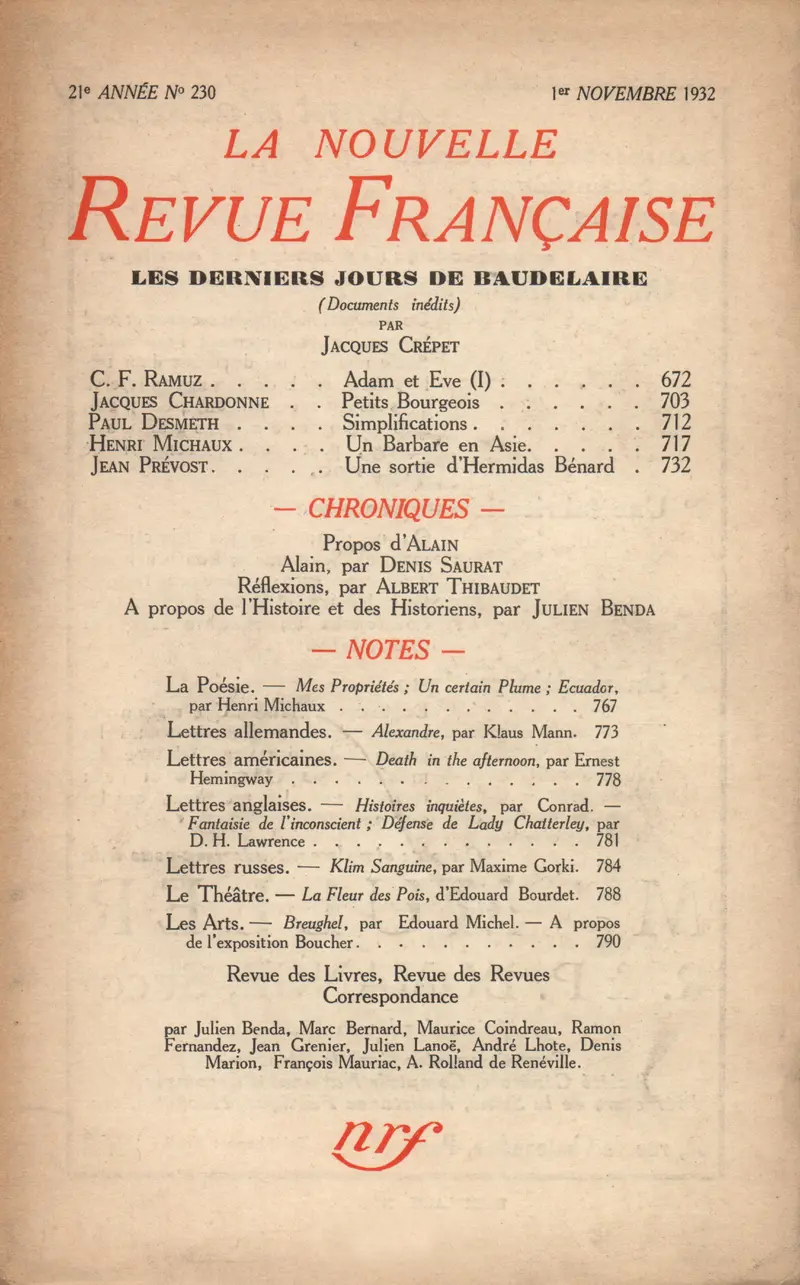 21e ANNÉE No 230
1er NOVEMBRE 1932
LA NOUVELLE
REVUE FRANÇAISE
LES DERNIERS JOURS DE BAUDELAIRE
(Documents inédits)
PAR
JACQUES CRÉPET
C. F. RAMUZ . . . . . Adam et Eve (I) . . . . . . 672
JACQUES CHARDONNE . . Petits Bourgeois . . . . . . 703
PAUL DESMETH . . . . Simplifications . . . . . . . 712
HENRI MICHAUX . . . . Un Barbare en Asie. . . . . 717
JEAN PRÉVOST. . . . . Une sortie d'Hermidas Bénard . 732
— CHRONIQUES —
Propos d'ALAIN
Alain, par DENIS SAURAT
Réflexions, par ALBERT THIBAUDET
A propos de l'Histoire et des Historiens, par JULIEN BENDA
— NOTES —
La Poésie. — Mes Propriétés ; Un certain Plume ; Ecuador,
par Henri Michaux . . . . . . . . . . . . 767
Lettres allemandes. — Alexandre, par Klaus Mann. 773
Lettres américaines. — Death in the afternoon, par Ernest
Hemingway . . . . . . . . . . . . . . 778
Lettres anglaises. — Histoires inquiètes, par Conrad. —
Fantaisie de l'inconscient ; Défense de Lady Chatterley, par
D. H. Lawrence . . . . . . . . . . . . . 781
Lettres russes. — Klim Sanguine, par Maxime Gorki. 784
Le Théâtre. — La Fleur des Pois, d'Edouard Bourdet. 788
Les Arts. — Breughel, par Edouard Michel. — A propos
de l'exposition Boucher. . . . . . . . . . . 790
Revue des Livres, Revue des Revues
Correspondance
par Julien Benda, Marc Bernard, Maurice Coindreau, Ramon
Fernandez, Jean Grenier, Julien Lanoë, André Lhote, Denis
Marion, François Mauriac, A. Rolland de Renéville.
nrf